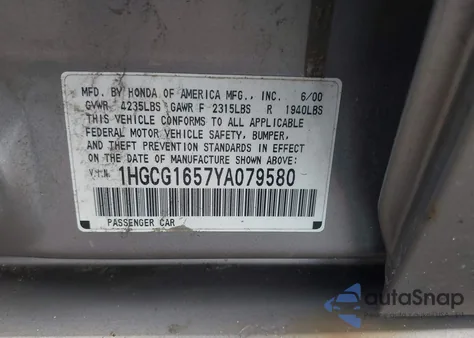 MFD. BY HONDA OF AMERICA MFG., INC. 6/00
GVWR 4235LBS GAWR F 2315LBS R 1940LBS
THIS VEHICLE CONFORMS TO ALL APPLICABLE
FEDERAL MOTOR VEHICLE SAFETY, BUMPER,
AND THEFT PREVENTION STANDARDS IN EFFECT
ON THE DATE OF MANUFACTURE SHOWN ABOVE.
V.I.N. 1HGCG1657YA079580
PASSENGER CAR
autoSnap